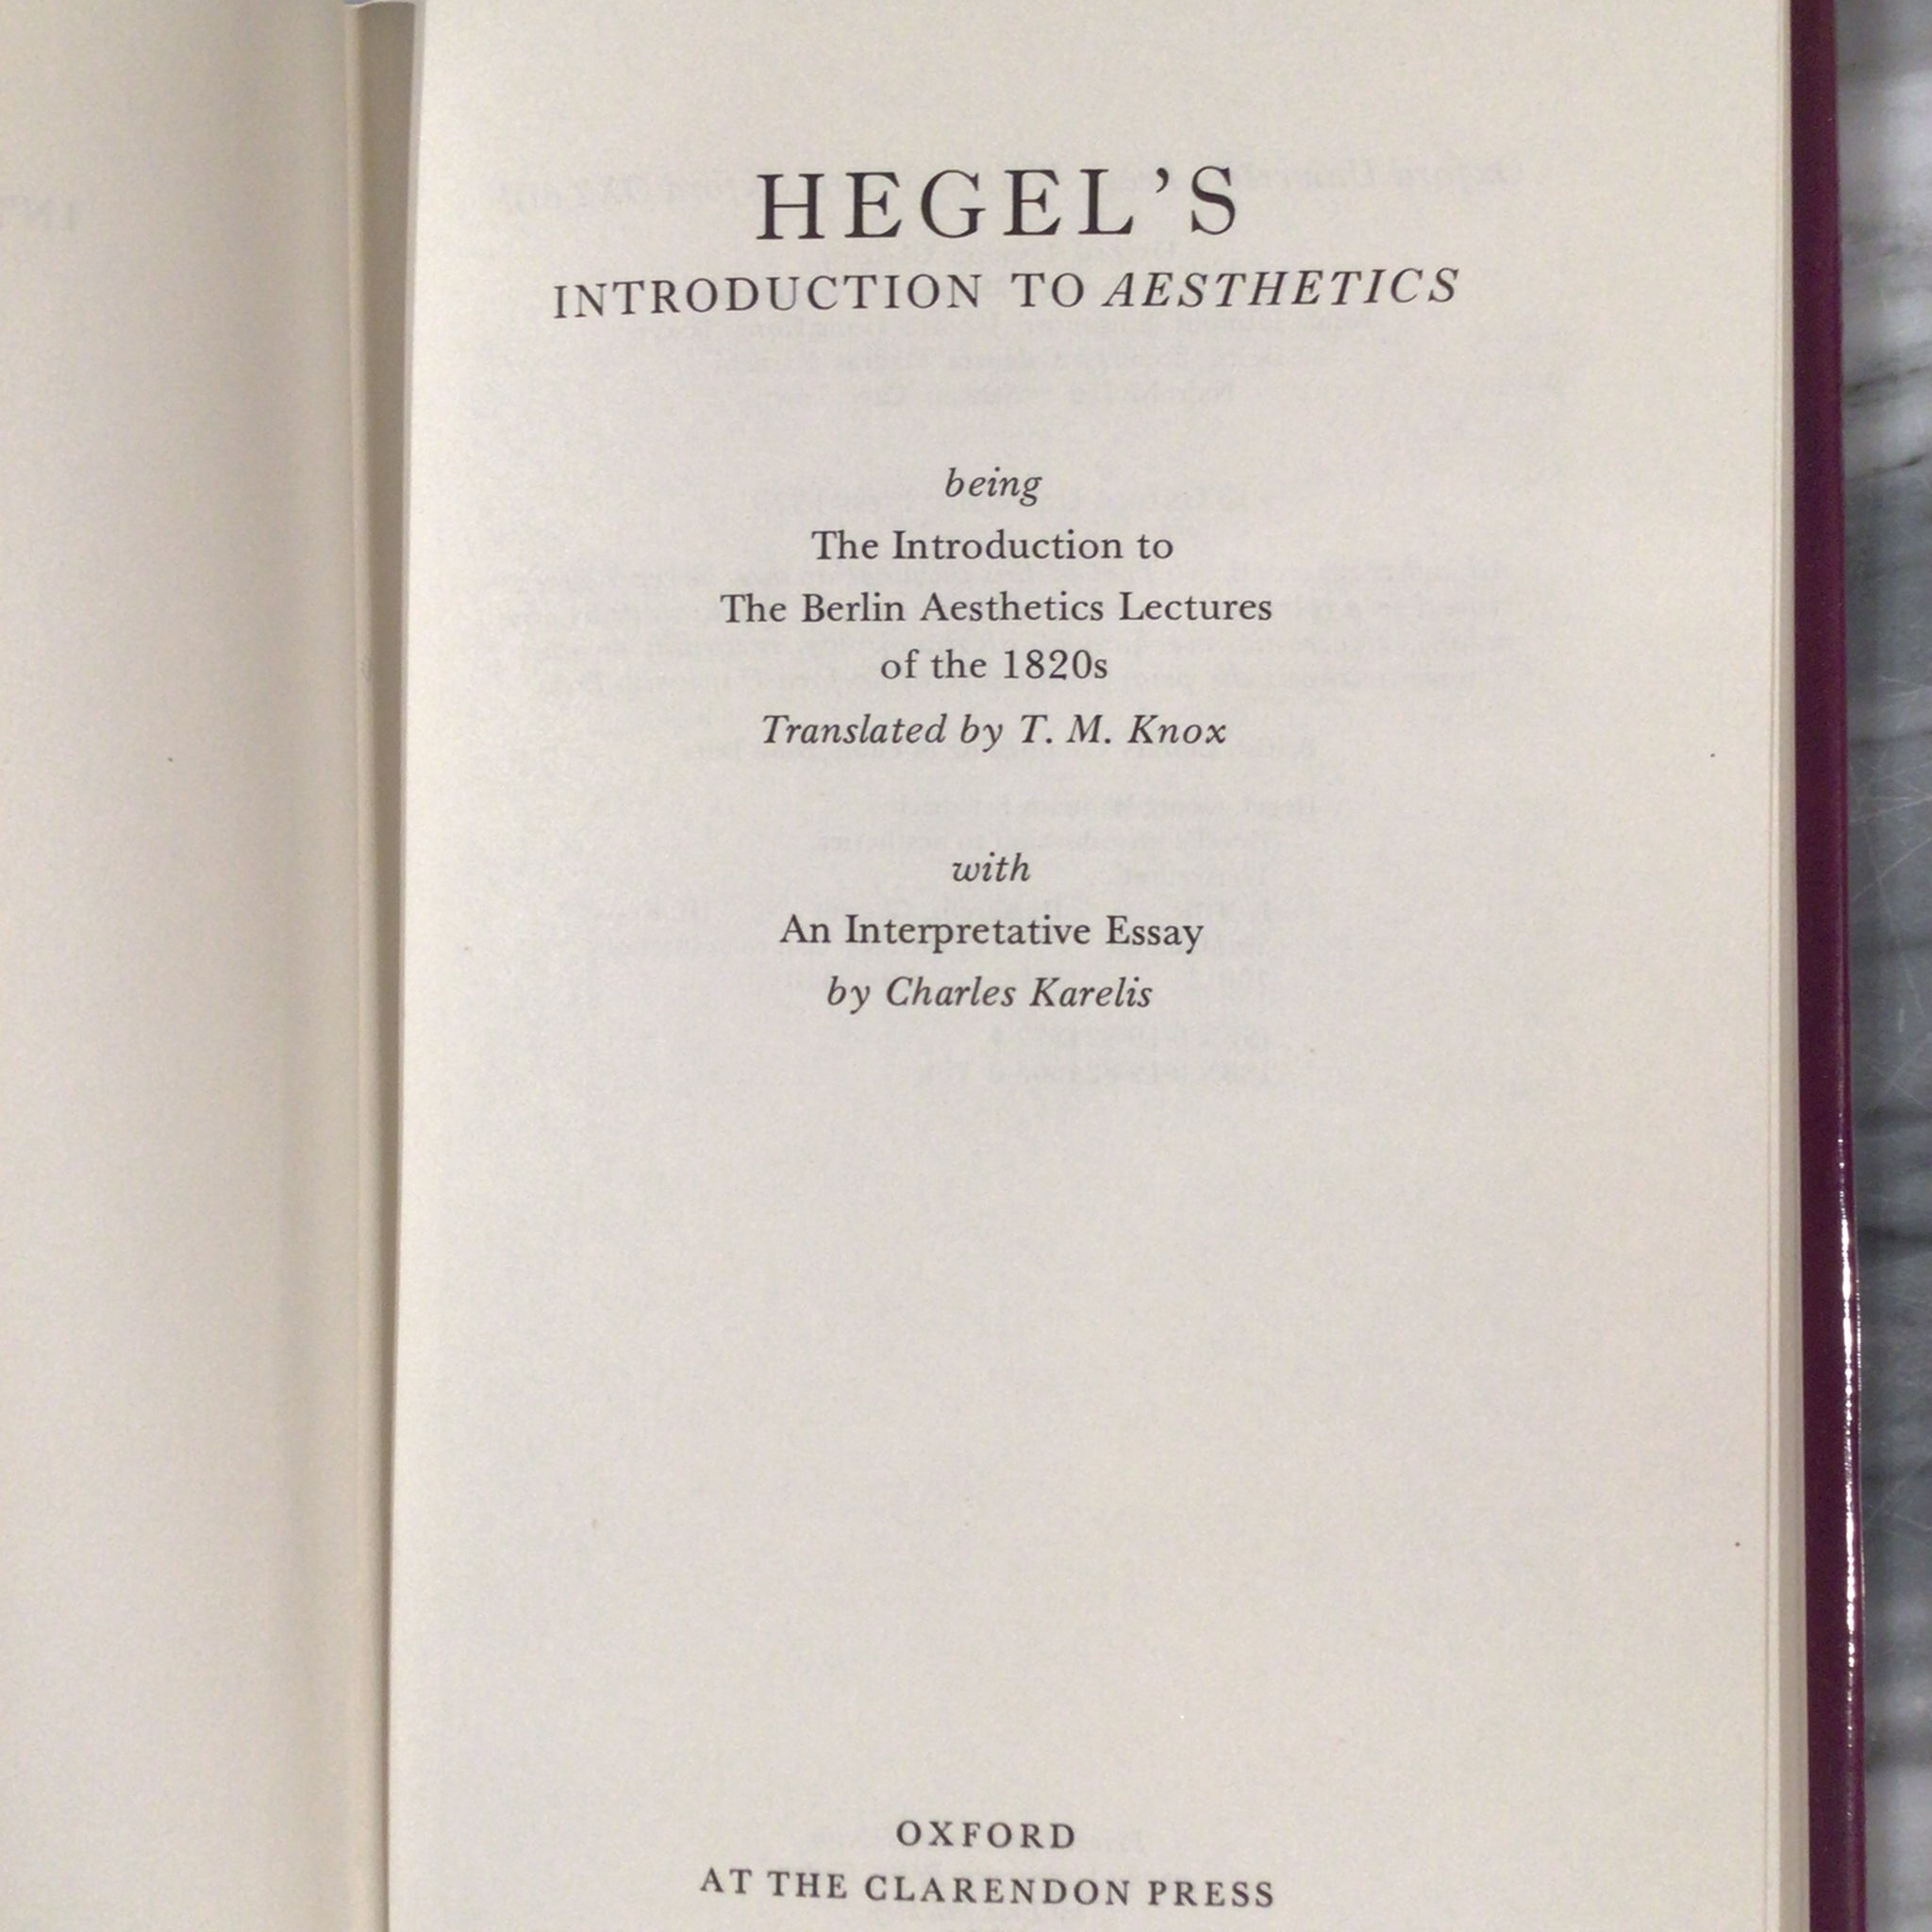 HEGEL'S
INTRODUCTION TO AESTHETICS
being
The Introduction to
The Berlin Aesthetics Lectures
of the 1820s
Translated by T. M. Knox
with
An Interpretative Essay
by Charles Karelis
OXFORD
AT THE CLARENDON PRESS